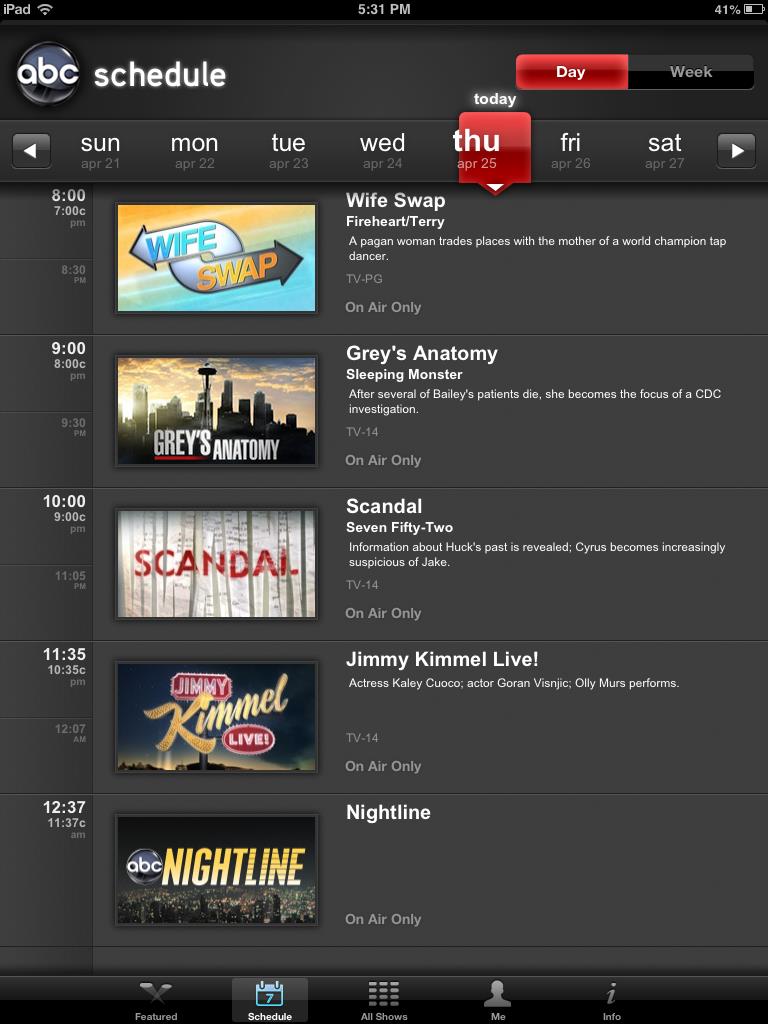 iPad 5:31 PM 41%
abc schedule
Day Week
today
sun mon tue wed thu fri sat
apr 21 apr 22 apr 23 apr 24 apr 25 apr 26 apr 27
8:00
7:00c
pm
8:30
PM
WIFE
SWAP
Wife Swap
Fireheart/Terry
A pagan woman trades places with the mother of a world champion tap
dancer.
TV-PG
On Air Only
9:00
8:00c
pm
9:30
PM
GREY'S ANATOMY
Grey's Anatomy
Sleeping Monster
After several of Bailey's patients die, she becomes the focus of a CDC
investigation.
TV-14
On Air Only
10:00
9:00c
pm
11:05
PM
SCANDAL
Scandal
Seven Fifty-Two
Information about Huck's past is revealed; Cyrus becomes increasingly
suspicious of Jake.
TV-14
On Air Only
11:35
10:35c
pm
12:07
AM
JIMMY
Kimmel
LIVE!
Jimmy Kimmel Live!
Actress Kaley Cuoco; actor Goran Visnjic; Olly Murs performs.
TV-14
On Air Only
12:37
11:37c
am
abc NIGHTLINE
Nightline
On Air Only
7
Featured Schedule All Shows Me Info